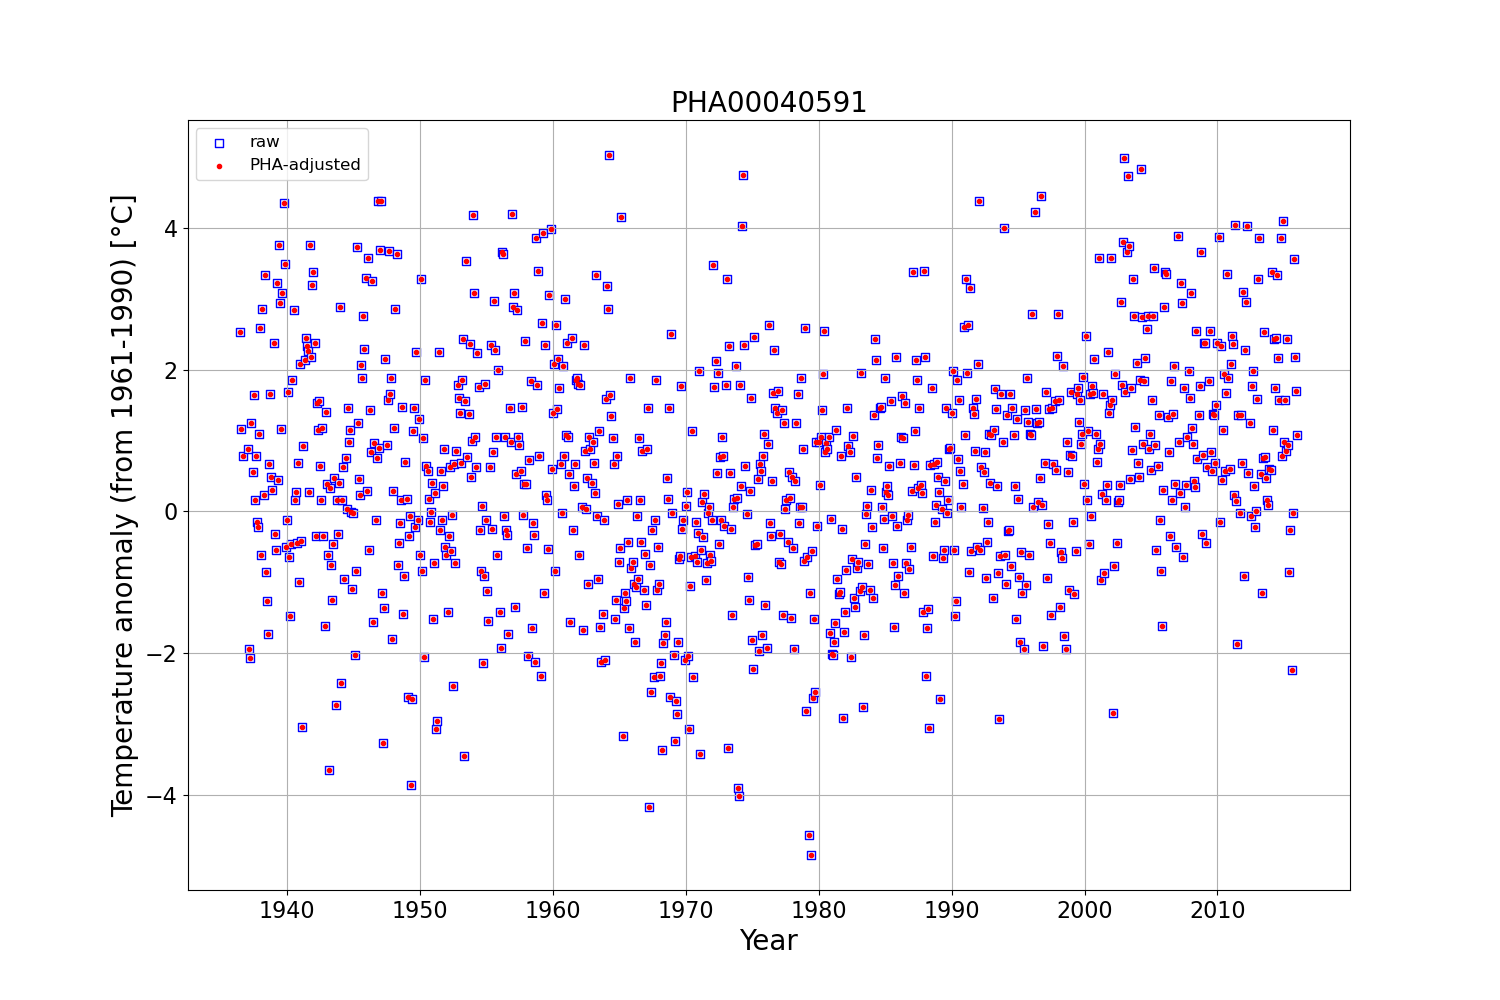 PHA00040591
raw
PHA-adjusted
Temperature anomaly (from 1961-1990) [°C]
4
2
0
−2
−4
1940 1950 1960 1970 1980 1990 2000 2010
Year